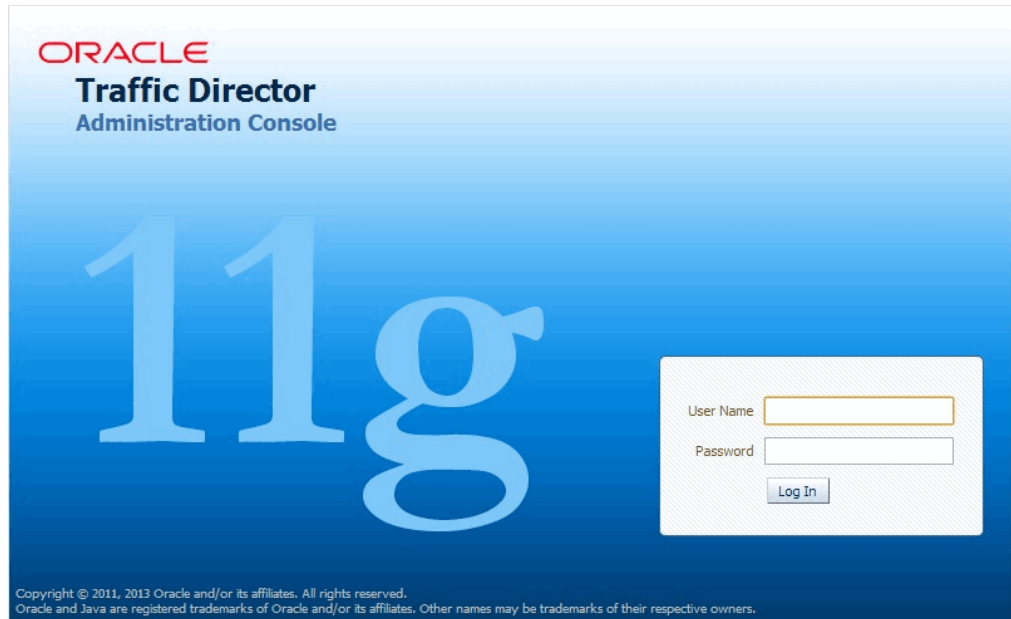 ORACLE
Traffic Director
Administration Console
11g
User Name
Password
Log In
Copyright © 2011, 2013 Oracle and/or its affiliates. All rights reserved.
Oracle and Java are registered trademarks of Oracle and/or its affiliates. Other names may be trademarks of their respective owners.